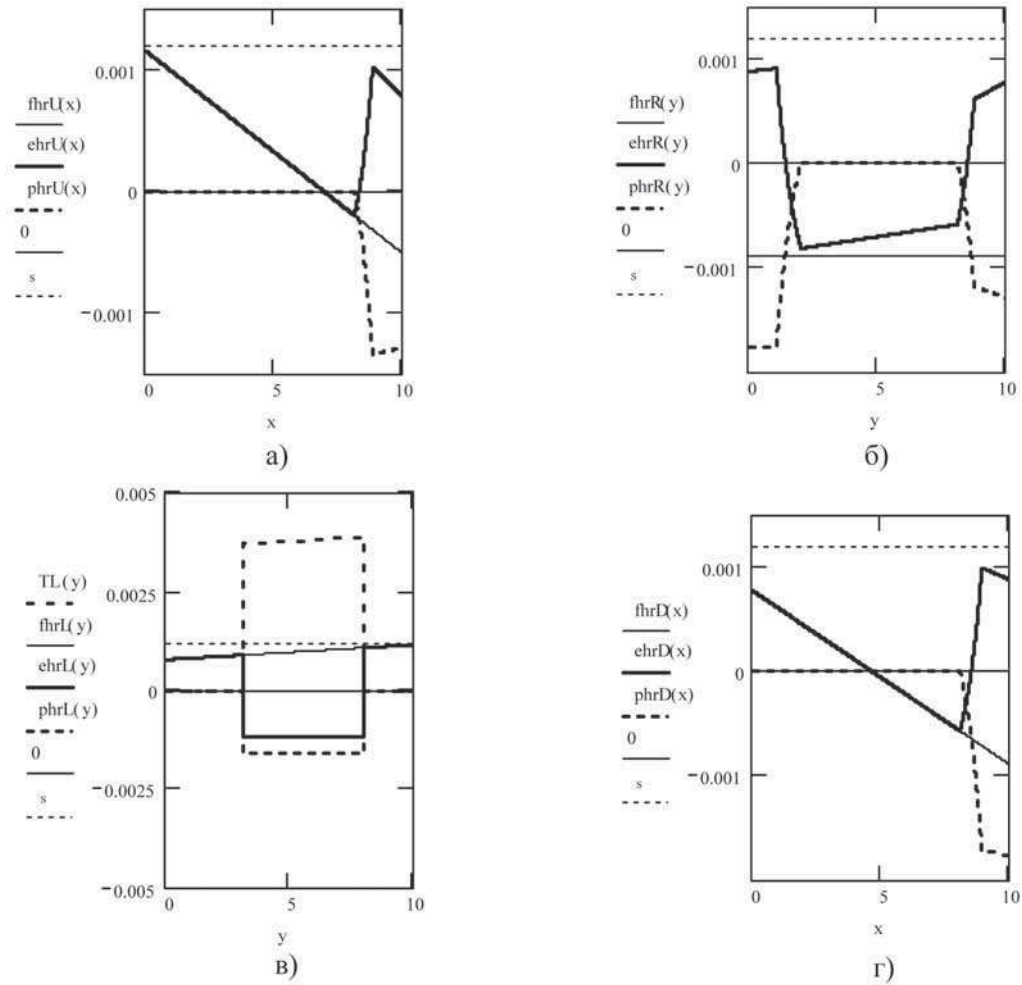 0.001
fhrU(x)
ehrU(x)
phrU(x)
0
0
s
−0.001
0
5
10
x
а)
0.001
fhrR(y)
ehrR(y)
0
phrR(y)
0
s
−0.001
0
5
10
y
б)
0.005
TL(y)
0.0025
fhrL(y)
ehrL(y)
0
phrL(y)
0
−0.0025
s
−0.005
0
5
10
y
в)
0.001
fhrD(x)
ehrD(x)
0
phrD(x)
0
−0.001
s
0
5
10
x
г)